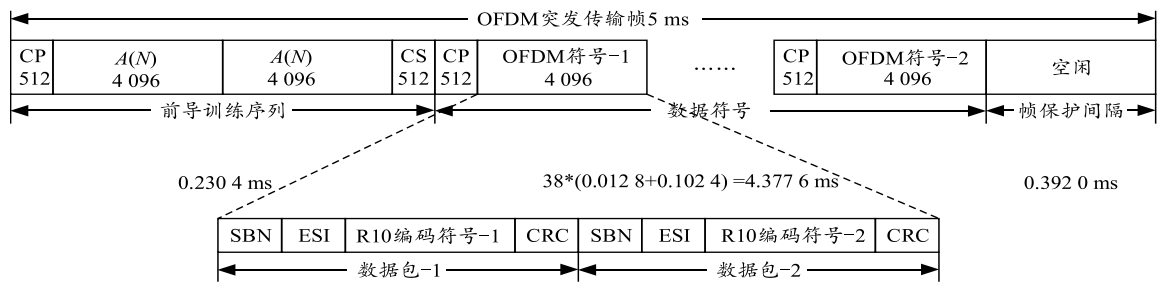 OFDM突发传输帧5 ms
CP 512
A(N) 4 096
A(N) 4 096
CS 512
CP 512
OFDM符号-1 4 096
……
CP 512
OFDM符号-2 4 096
空闲
前导训练序列
数据符号
帧保护间隔
0.230 4 ms
38*(0.012 8+0.102 4) =4.377 6 ms
0.392 0 ms
SBN
ESI
R10编码符号-1
CRC
SBN
ESI
R10编码符号-2
CRC
数据包-1
数据包-2